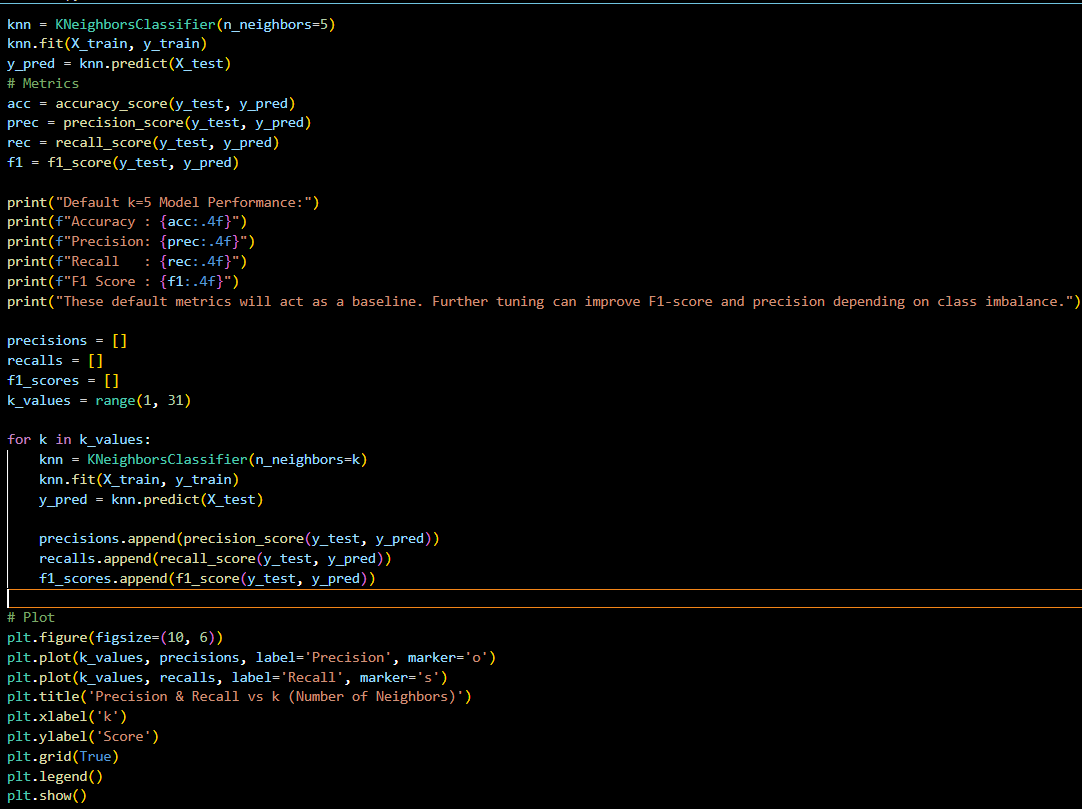 knn = KNeighborsClassifier(n_neighbors=5)
knn.fit(X_train, y_train)
y_pred = knn.predict(X_test)
# Metrics
acc = accuracy_score(y_test, y_pred)
prec = precision_score(y_test, y_pred)
rec = recall_score(y_test, y_pred)
f1 = f1_score(y_test, y_pred)

print("Default k=5 Model Performance:")
print(f"Accuracy : {acc:.4f}")
print(f"Precision: {prec:.4f}")
print(f"Recall   : {rec:.4f}")
print(f"F1 Score : {f1:.4f}")
print("These default metrics will act as a baseline. Further tuning can improve F1-score and precision depending on class imbalance.")

precisions = []
recalls = []
f1_scores = []
k_values = range(1, 31)

for k in k_values:
    knn = KNeighborsClassifier(n_neighbors=k)
    knn.fit(X_train, y_train)
    y_pred = knn.predict(X_test)

    precisions.append(precision_score(y_test, y_pred))
    recalls.append(recall_score(y_test, y_pred))
    f1_scores.append(f1_score(y_test, y_pred))

# Plot
plt.figure(figsize=(10, 6))
plt.plot(k_values, precisions, label='Precision', marker='o')
plt.plot(k_values, recalls, label='Recall', marker='s')
plt.title('Precision & Recall vs k (Number of Neighbors)')
plt.xlabel('k')
plt.ylabel('Score')
plt.grid(True)
plt.legend()
plt.show()